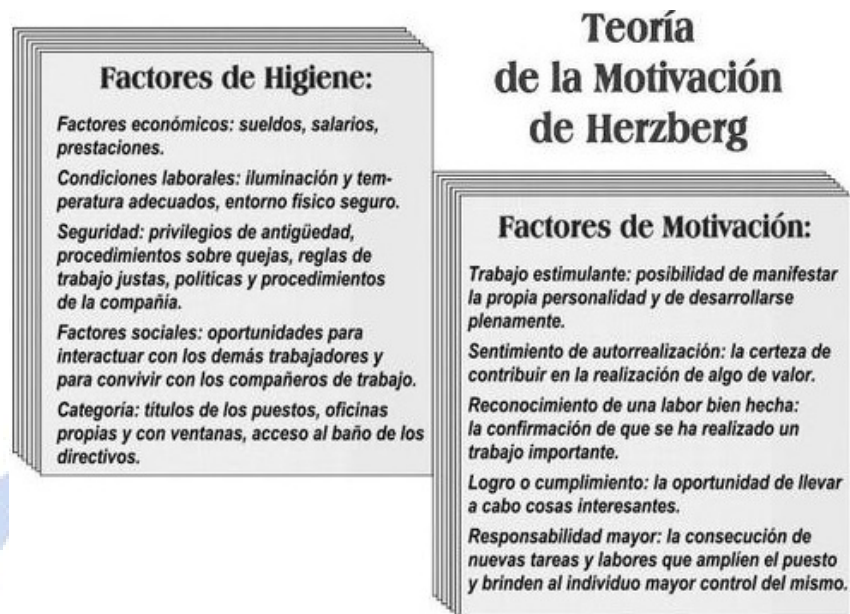 Teoría
de la Motivación
de Herzberg
Factores de Higiene:
Factores económicos: sueldos, salarios,
prestaciones.
Condiciones laborales: iluminación y tem-
peratura adecuados, entorno físico seguro.
Seguridad: privilegios de antigüedad,
procedimientos sobre quejas, reglas de
trabajo justas, políticas y procedimientos
de la compañía.
Factores sociales: oportunidades para
interactuar con los demás trabajadores y
para convivir con los compañeros de trabajo.
Categoría: títulos de los puestos, oficinas
propias y con ventanas, acceso al baño de los
directivos.
Factores de Motivación:
Trabajo estimulante: posibilidad de manifestar
la propia personalidad y de desarrollarse
plenamente.
Sentimiento de autorrealización: la certeza de
contribuir en la realización de algo de valor.
Reconocimiento de una labor bien hecha:
la confirmación de que se ha realizado un
trabajo importante.
Logro o cumplimiento: la oportunidad de llevar
a cabo cosas interesantes.
Responsabilidad mayor: la consecución de
nuevas tareas y labores que amplíen el puesto
y brinden al individuo mayor control del mismo.